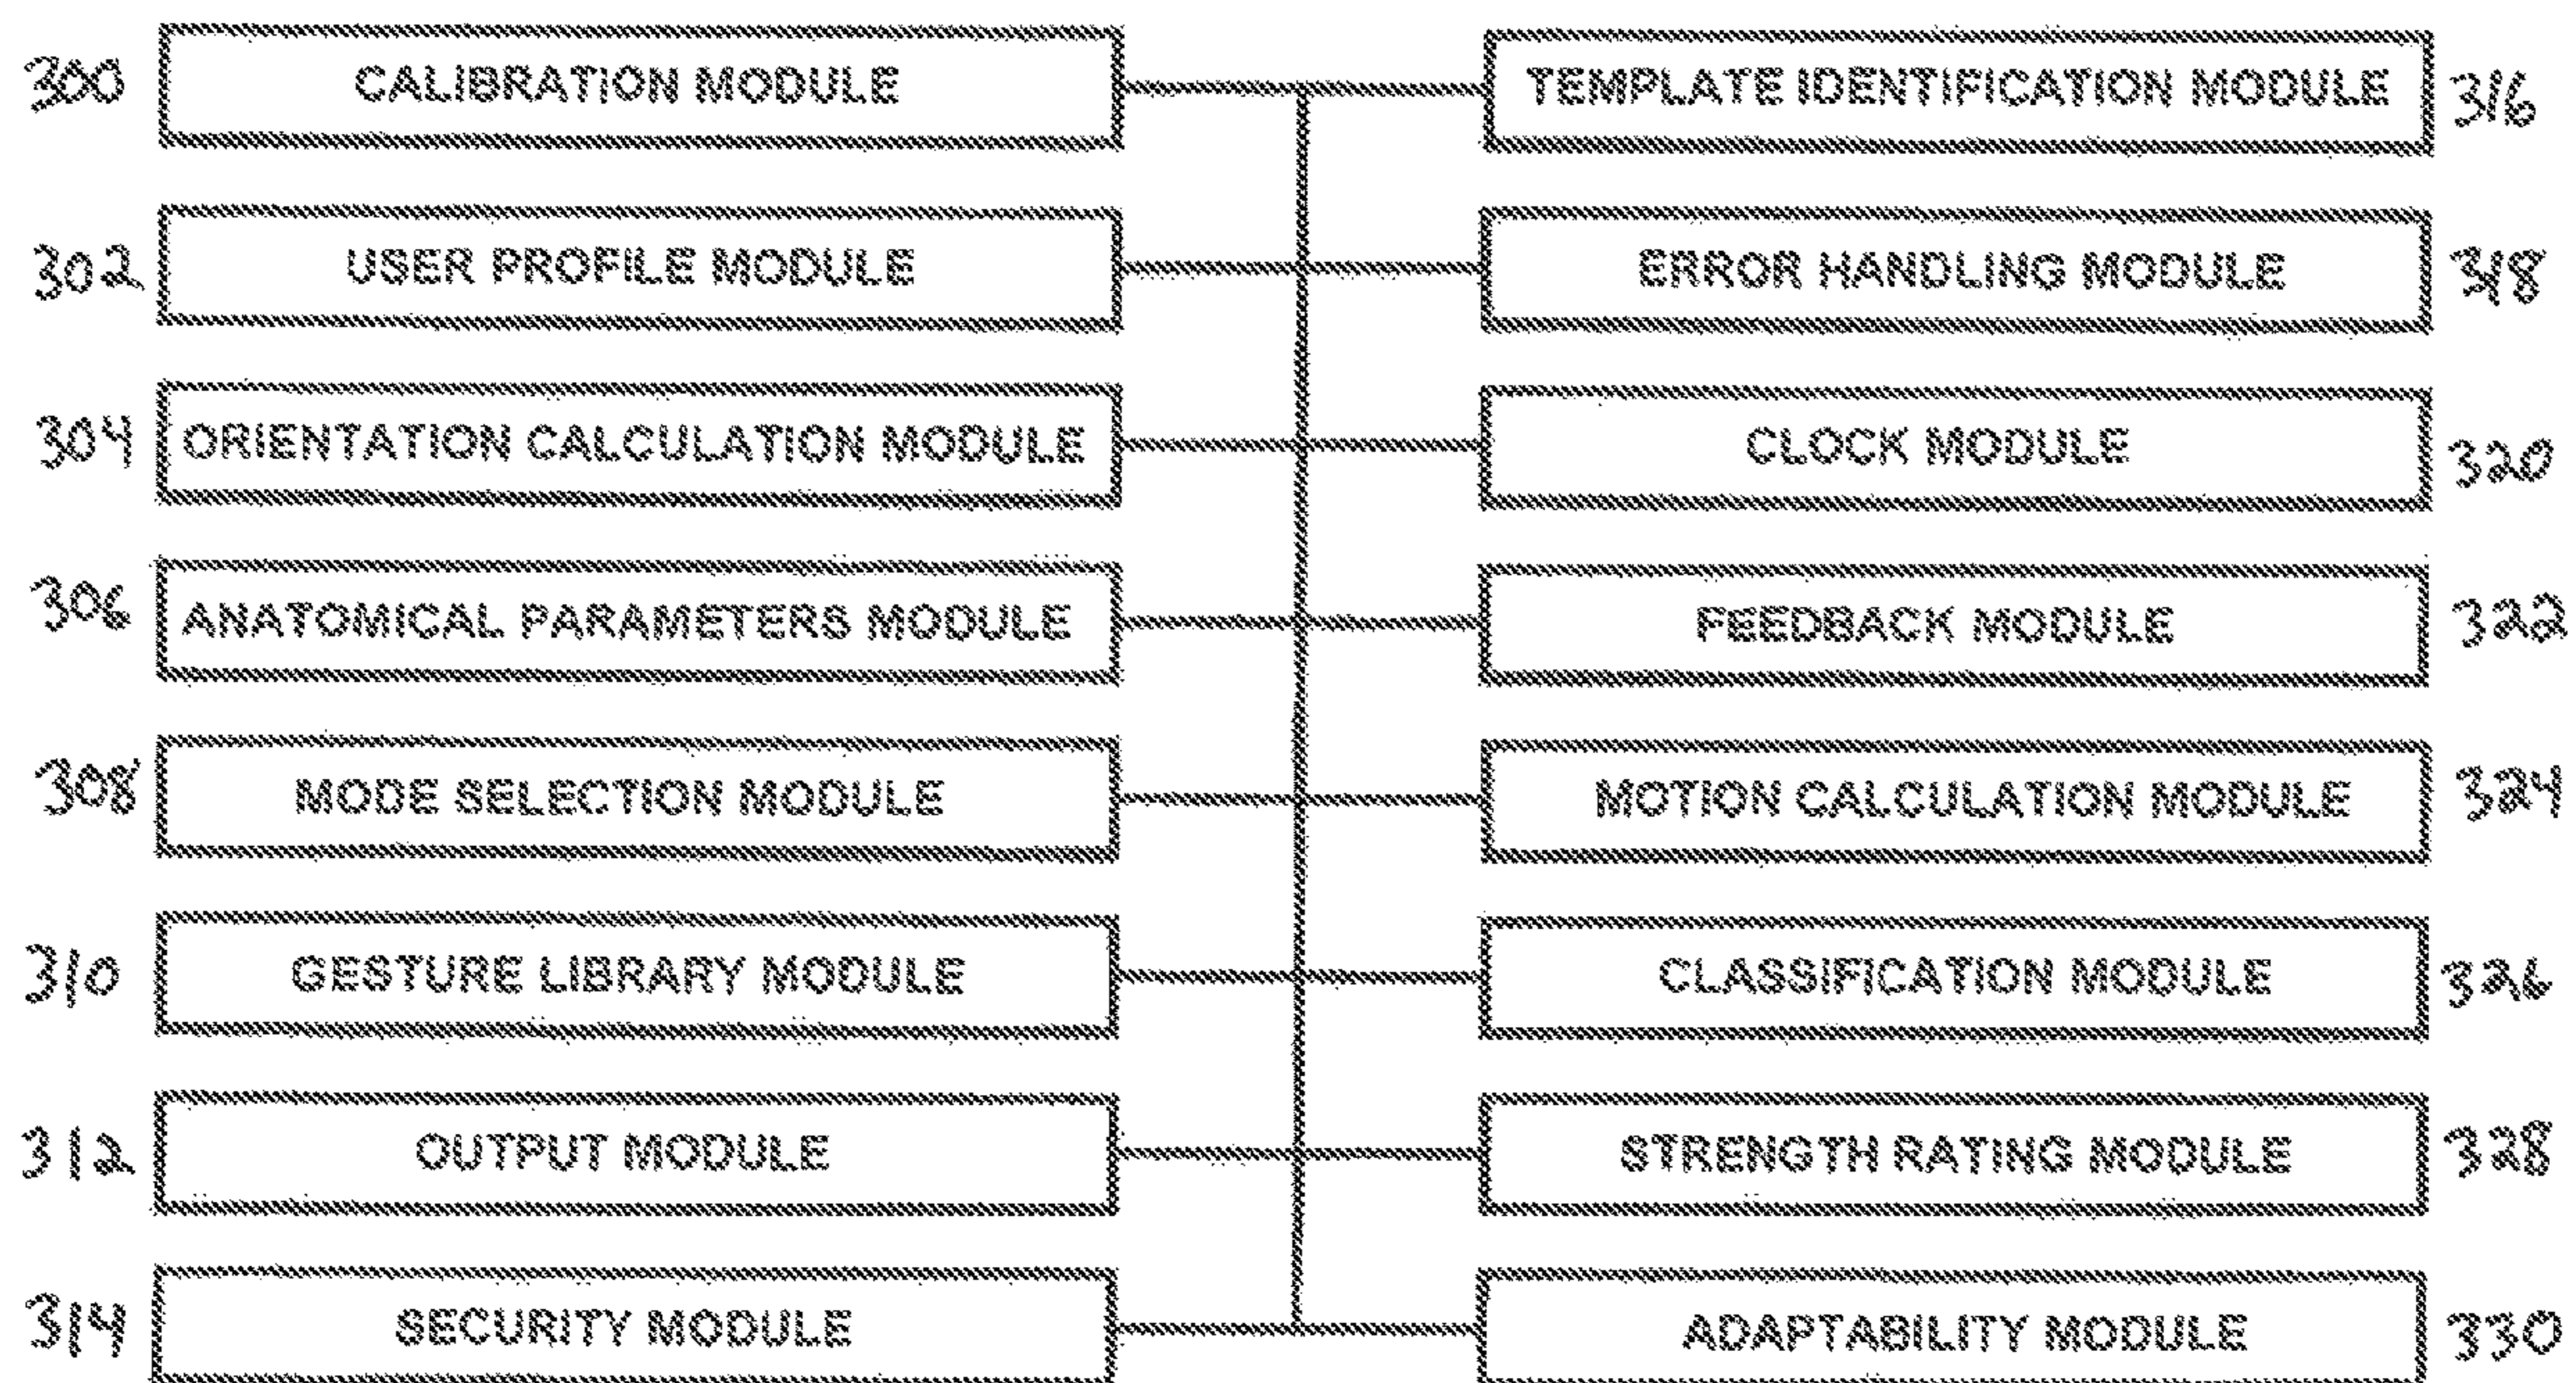 300 CALIBRATION MODULE TEMPLATE IDENTIFICATION MODULE 316
302 USER PROFILE MODULE ERROR HANDLING MODULE 318
304 ORIENTATION CALCULATION MODULE CLOCK MODULE 320
306 ANATOMICAL PARAMETERS MODULE FEEDBACK MODULE 322
308 MODE SELECTION MODULE MOTION CALCULATION MODULE 324
310 GESTURE LIBRARY MODULE CLASSIFICATION MODULE 326
312 OUTPUT MODULE STRENGTH RATING MODULE 328
314 SECURITY MODULE ADAPTABILITY MODULE 330